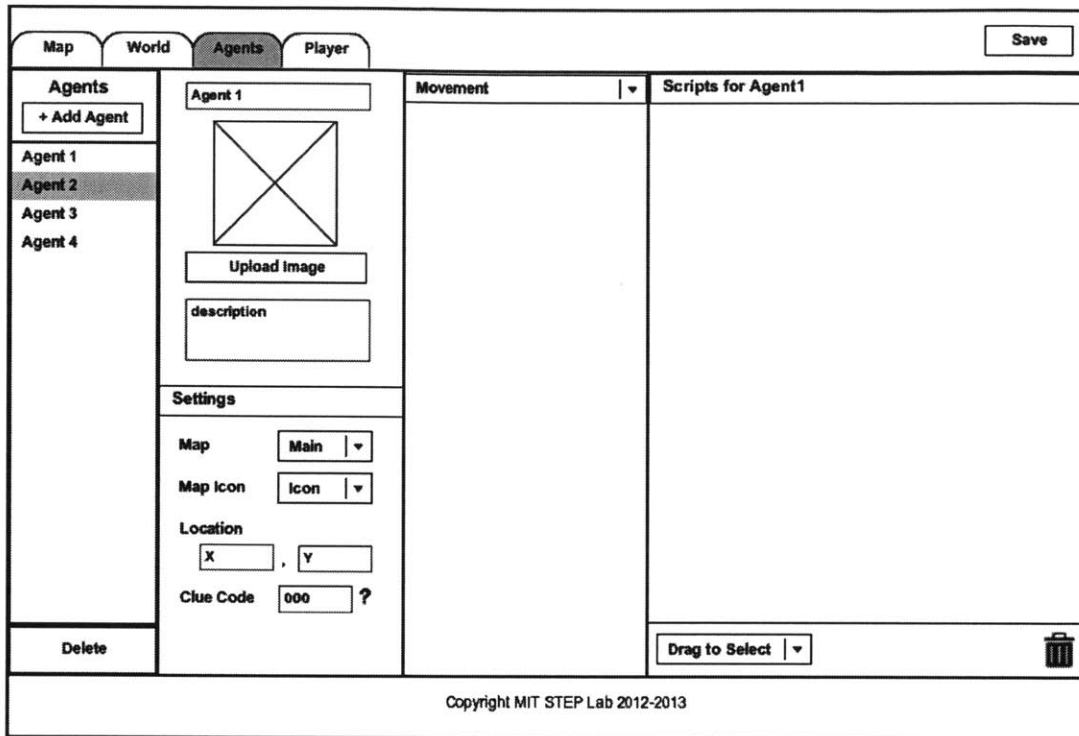 Map
World
Agents
Player
Save
Agents
+ Add Agent
Agent 1
Agent 2
Agent 3
Agent 4
Delete
Agent 1
Upload Image
description
Settings
Map
Main
Map Icon
Icon
Location
X , Y
Clue Code
000 ?
Movement
Scripts for Agent1
Drag to Select
Copyright MIT STEP Lab 2012-2013